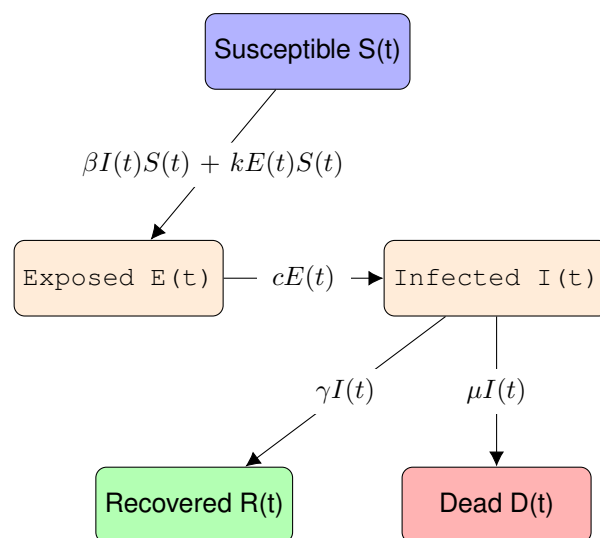 Susceptible S(t)
βI(t)S(t) + kE(t)S(t)
Exposed E(t)
cE(t)
Infected I(t)
γI(t)
μI(t)
Recovered R(t)
Dead D(t)